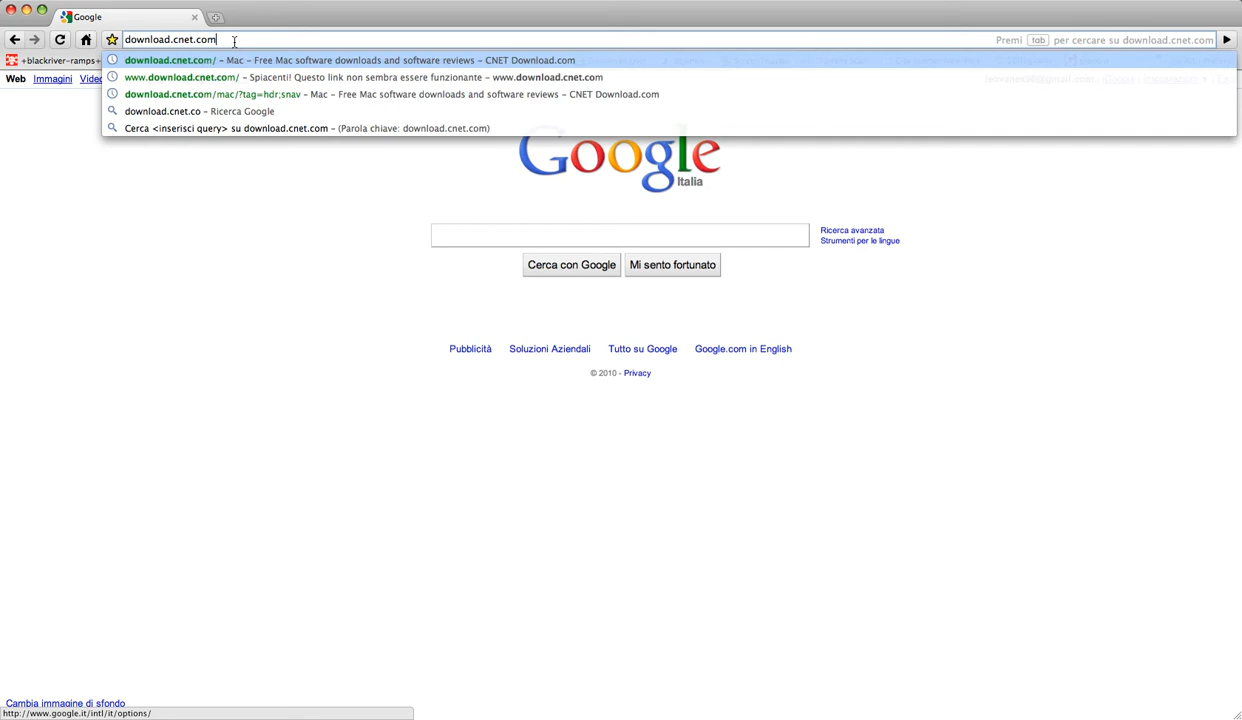 Google
download.cnet.com
Premi tab per cercare su download.cnet.com
+blackriver-ramps+
download.cnet.com/ - Mac - Free Mac software downloads and software reviews - CNET Download.com
www.download.cnet.com/ - Spiacenti! Questo link non sembra essere funzionante - www.download.cnet.com
download.cnet.com/mac/?tag=hdr;snav - Mac - Free Mac software downloads and software reviews - CNET Download.com
download.cnet.co - Ricerca Google
Cerca <inserisci query> su download.cnet.com - (Parola chiave: download.cnet.com)
Web Immagini Video
Google
Italia
Ricerca avanzata
Strumenti per le lingue
Cerca con Google Mi sento fortunato
Pubblicità Soluzioni Aziendali Tutto su Google Google.com in English
© 2010 - Privacy
Cambia immagine di sfondo
http://www.google.it/intl/it/options/